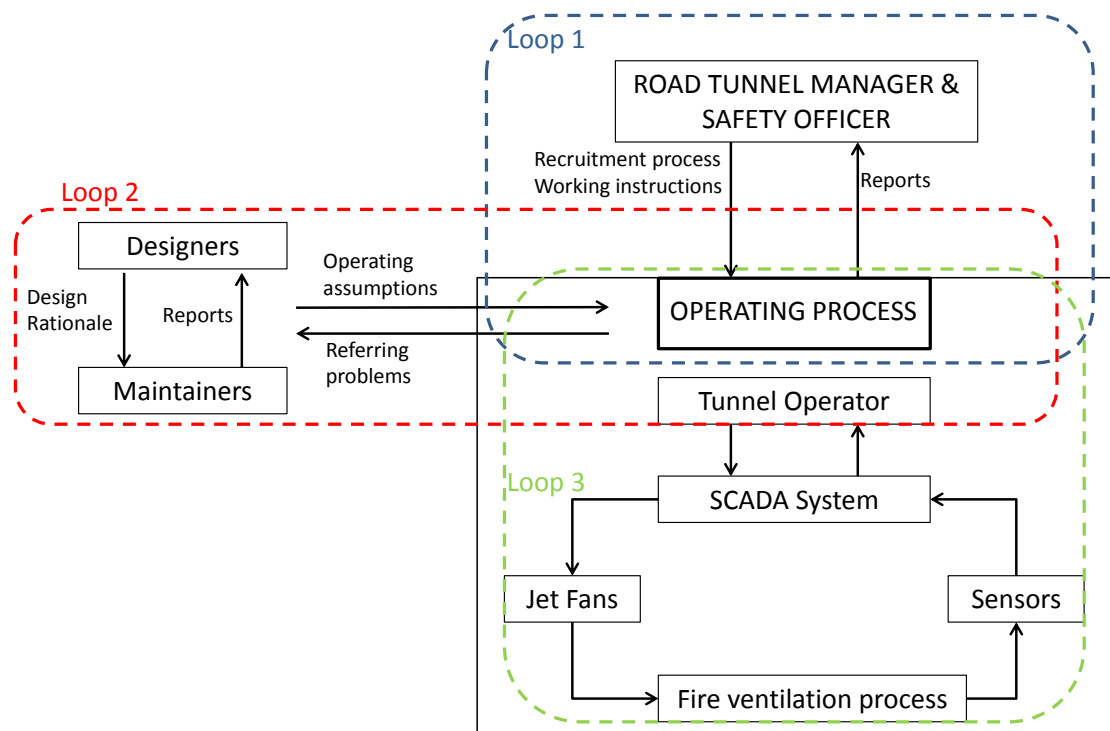 Loop 1
ROAD TUNNEL MANAGER &
SAFETY OFFICER
Recruitment process
Working instructions
Reports
Loop 2
Designers
Design
Rationale
Reports
Maintainers
Operating
assumptions
Referring
problems
OPERATING PROCESS
Tunnel Operator
Loop 3
SCADA System
Jet Fans
Sensors
Fire ventilation process